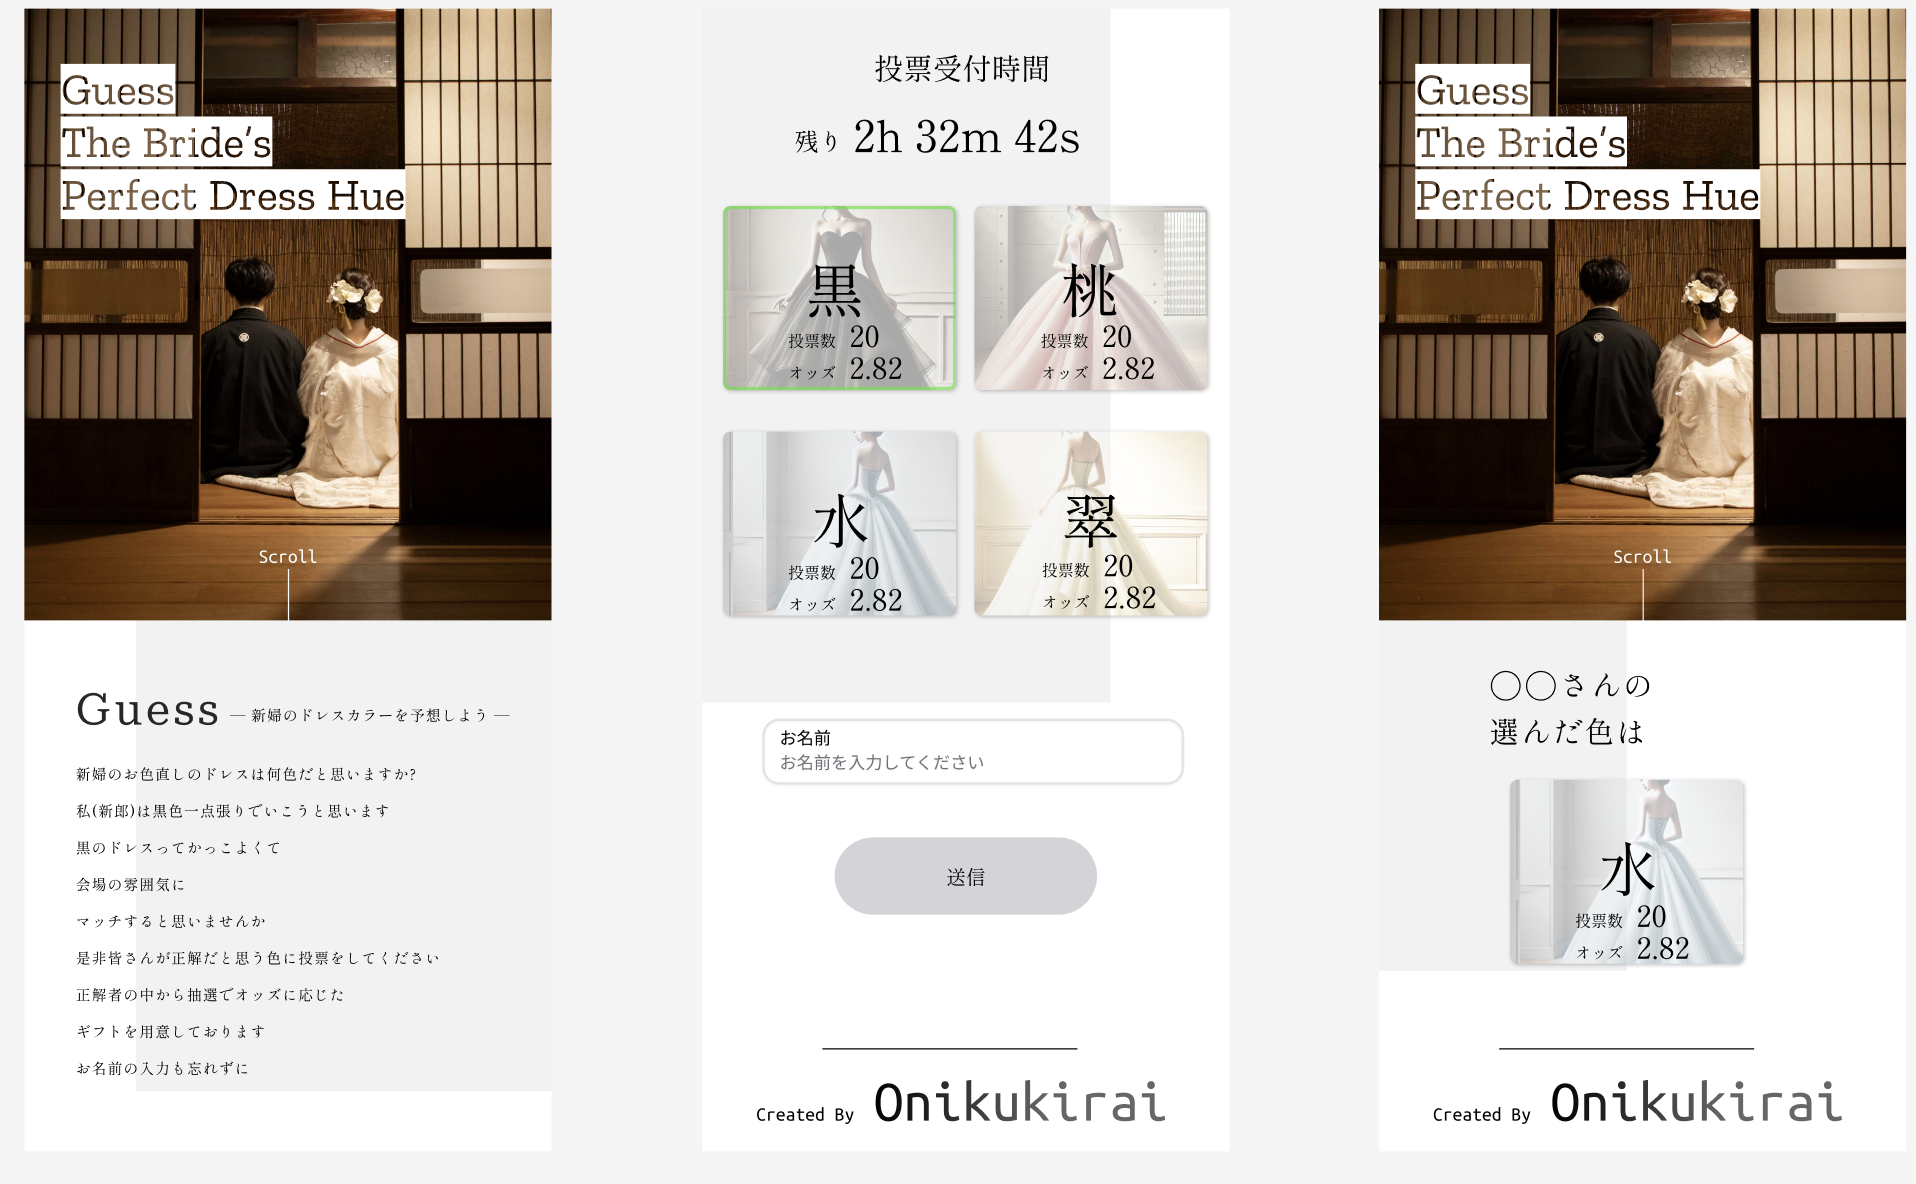 Guess
The Bride's
Perfect Dress Hue
Scroll
Guess — 新婦のドレスカラーを予想しよう —
新婦のお色直しのドレスは何色だと思いますか?
私(新郎)は黒色一点張りでいこうと思います
黒のドレスってかっこよくて
会場の雰囲気に
マッチすると思いませんか
是非皆さんが正解だと思う色に投票をしてください
正解者の中から抽選でオッズに応じた
ギフトを用意しております
お名前の入力も忘れずに
投票受付時間
残り 2h 32m 42s
黒
投票数 20
オッズ 2.82
桃
投票数 20
オッズ 2.82
水
投票数 20
オッズ 2.82
翠
投票数 20
オッズ 2.82
お名前
お名前を入力してください
送信
Created By Onikukirai
Guess
The Bride's
Perfect Dress Hue
Scroll
〇〇さんの
選んだ色は
水
投票数 20
オッズ 2.82
Created By Onikukirai